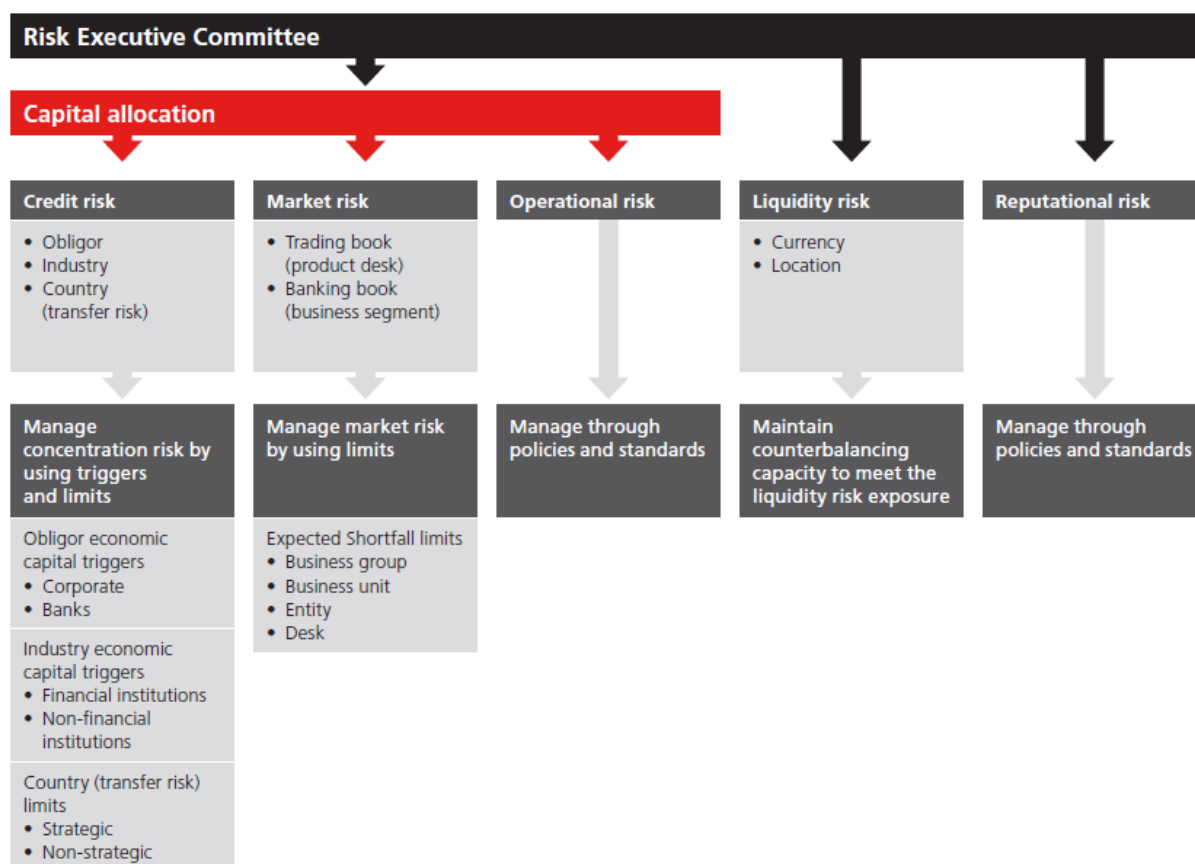 Risk Executive Committee
Capital allocation
Credit risk
• Obligor
• Industry
• Country
(transfer risk)
Market risk
• Trading book
(product desk)
• Banking book
(business segment)
Operational risk
Liquidity risk
• Currency
• Location
Reputational risk
Manage
concentration risk by
using triggers
and limits
Manage market risk
by using limits
Manage through
policies and standards
Maintain
counterbalancing
capacity to meet the
liquidity risk exposure
Manage through
policies and standards
Obligor economic
capital triggers
• Corporate
• Banks
Expected Shortfall limits
• Business group
• Business unit
• Entity
• Desk
Industry economic
capital triggers
• Financial institutions
• Non-financial
institutions
Country (transfer risk)
limits
• Strategic
• Non-strategic